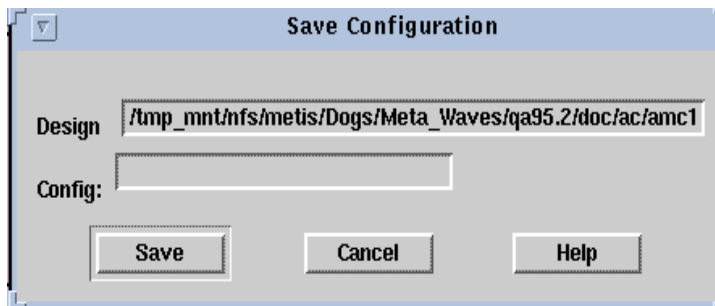 Save Configuration
Design /tmp_mnt/nfs/metis/Dogs/Meta_Waves/qa95.2/doc/ac/amc1
Config:
Save Cancel Help